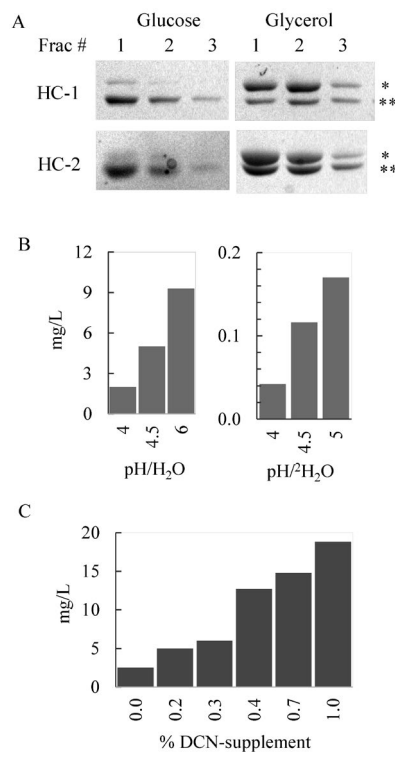 A
Glucose Glycerol
Frac # 1 2 3 1 2 3
HC-1 *
**
HC-2 *
**
B
mg/L
12
9
6
3
0
4 4.5 6
pH/H₂O
0.2
0.1
0.0
4 4.5 5
pH/²H₂O
C
mg/L
20
15
10
5
0
0.0 0.2 0.3 0.4 0.7 1.0
% DCN-supplement